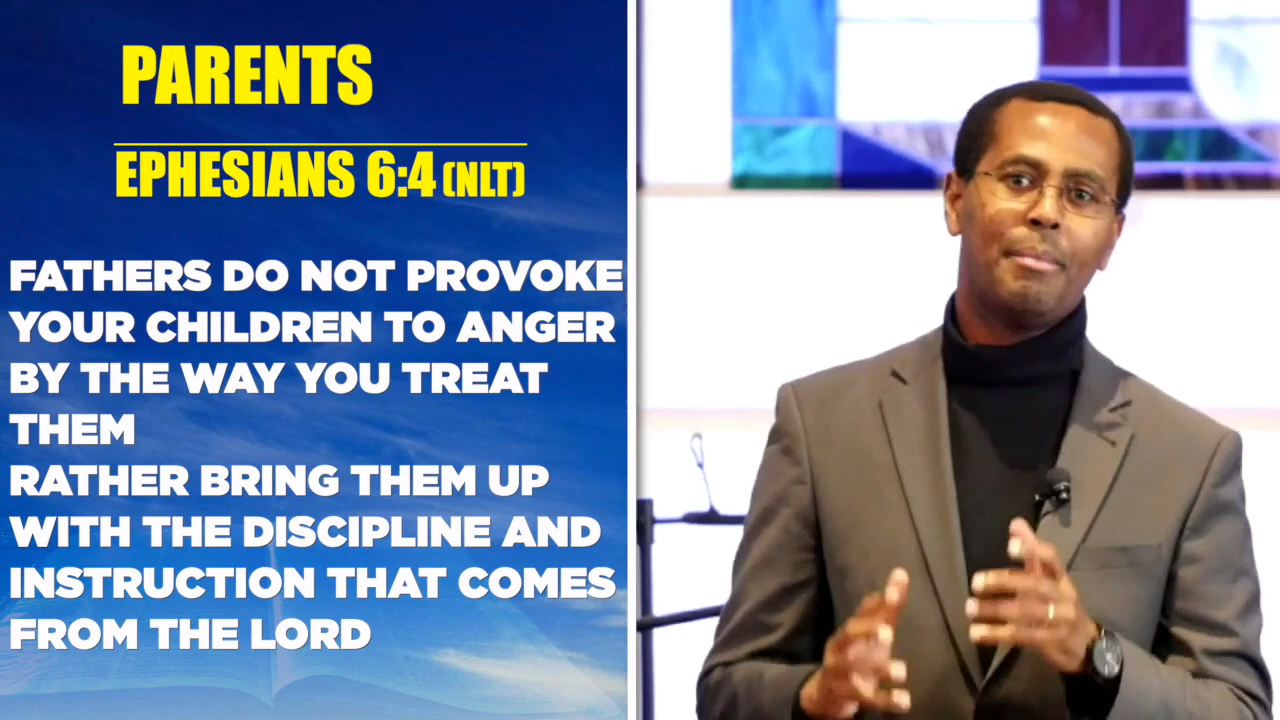 PARENTS
EPHESIANS 6:4 (NLT)
FATHERS DO NOT PROVOKE
YOUR CHILDREN TO ANGER
BY THE WAY YOU TREAT
THEM
RATHER BRING THEM UP
WITH THE DISCIPLINE AND
INSTRUCTION THAT COMES
FROM THE LORD